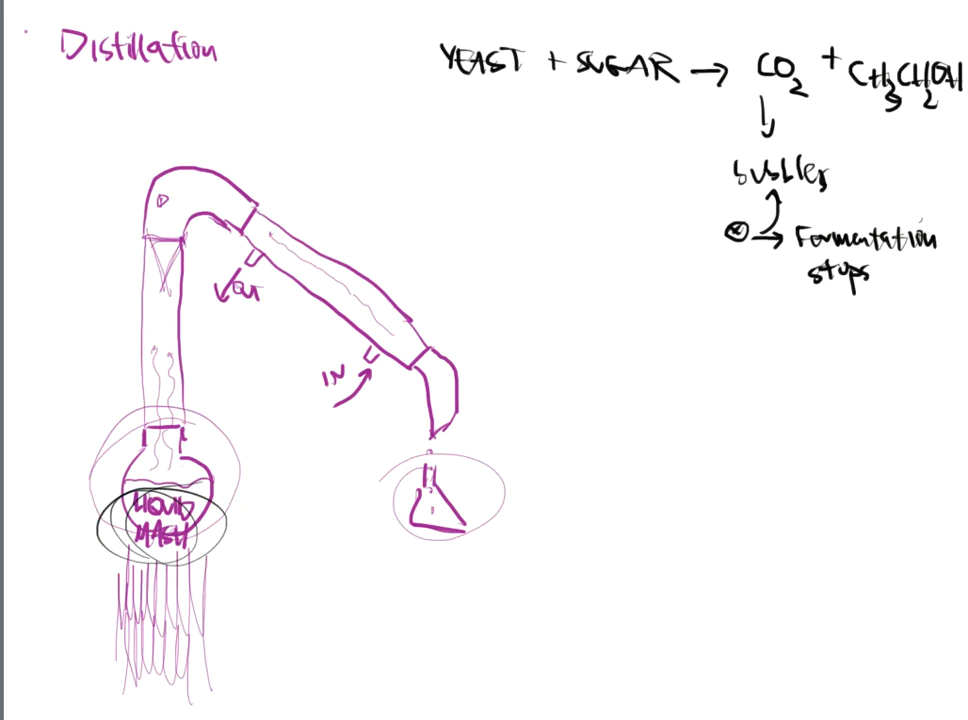 Distillation
YEAST + SUGAR → CO2 + CH3CH2OH
↓
bubbles
⊗ → Fermentation
stops
OUT
IN
LIQUID
MASH